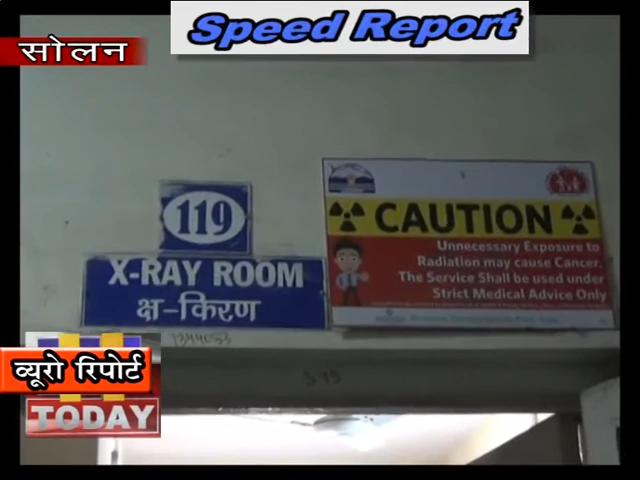 Speed Report
सोलन
119
X-RAY ROOM
क्ष-किरण
CAUTION
Unnecessary Exposure to
Radiation may cause Cancer.
The Service Shall be used under
Strict Medical Advice Only
व्यूरो रिपोर्ट
TODAY